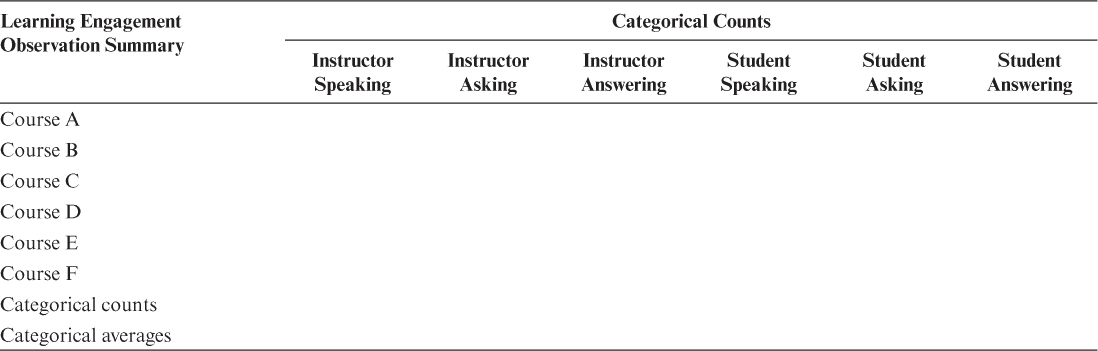 Learning Engagement
Observation Summary
Categorical Counts
Instructor Speaking
Instructor Asking
Instructor Answering
Student Speaking
Student Asking
Student Answering
Course A
Course B
Course C
Course D
Course E
Course F
Categorical counts
Categorical averages